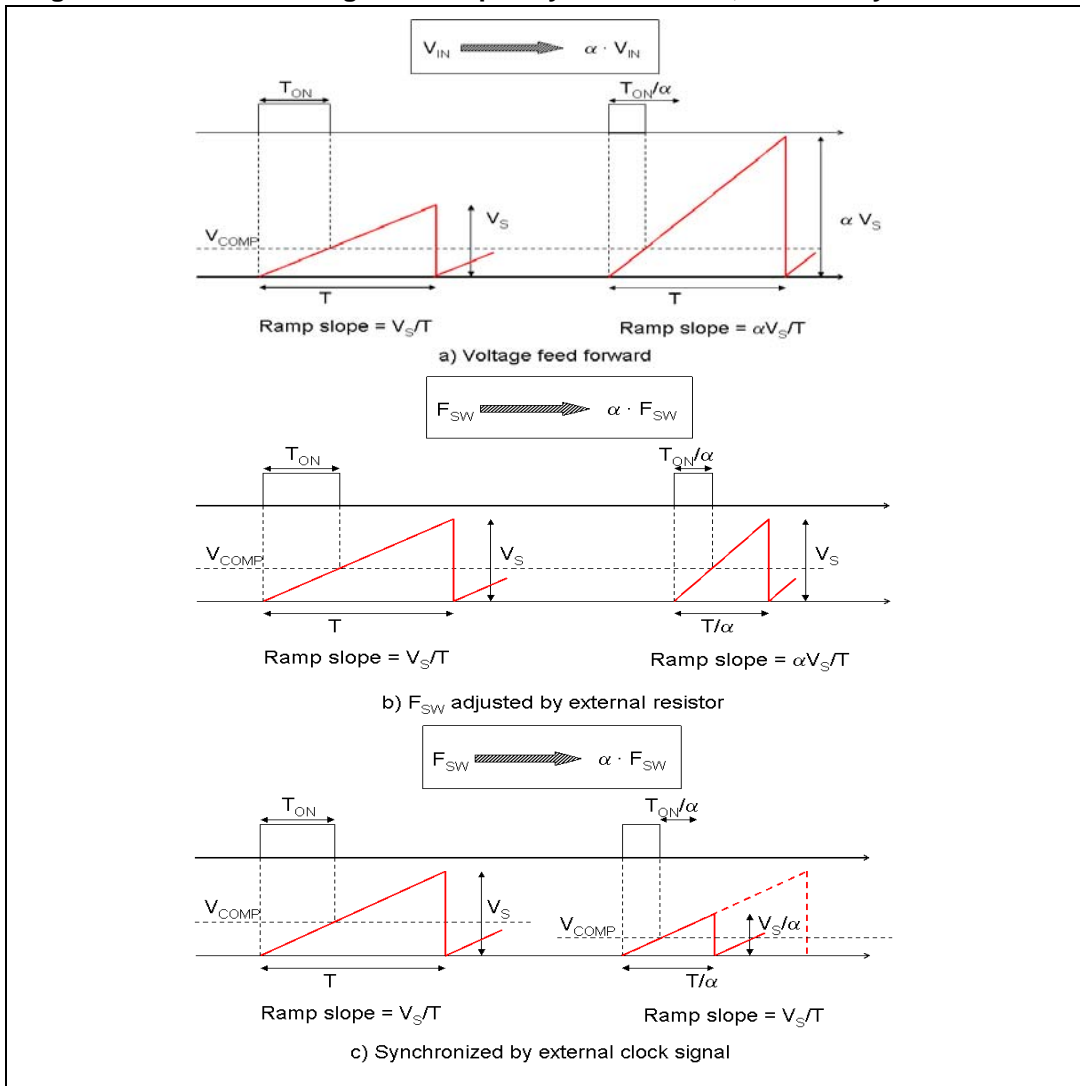 V_IN α · V_IN
T_ON T_ON/α
V_S α V_S
V_COMP
T T
Ramp slope = V_S/T Ramp slope = αV_S/T
a) Voltage feed forward
F_SW α · F_SW
T_ON T_ON/α
V_COMP V_S V_S
T T/α
Ramp slope = V_S/T Ramp slope = αV_S/T
b) F_SW adjusted by external resistor
F_SW α · F_SW
T_ON T_ON/α
V_COMP V_S V_COMP V_S/α
T T/α
Ramp slope = V_S/T Ramp slope = V_S/T
c) Synchronized by external clock signal